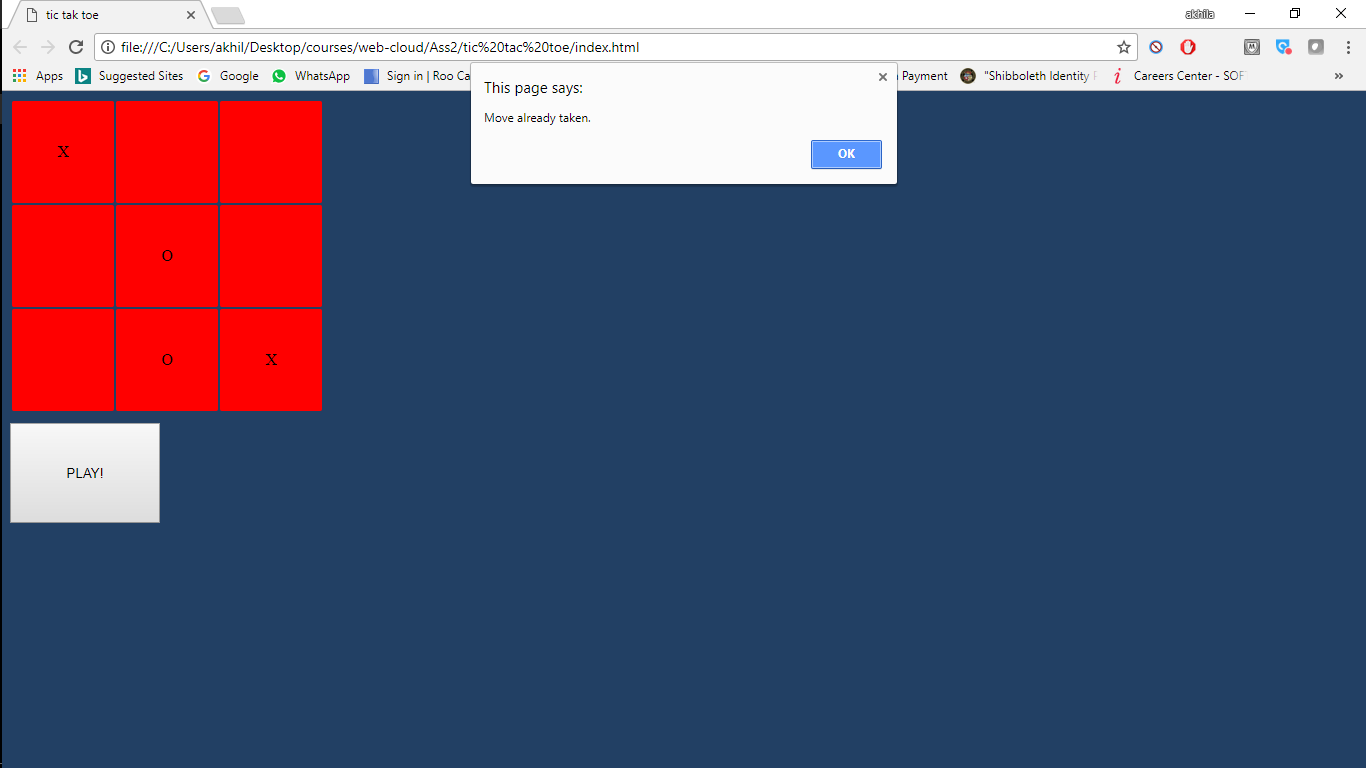 tic tak toe
akhila
file:///C:/Users/akhil/Desktop/courses/web-cloud/Ass2/tic%20tac%20toe/index.html
Apps Suggested Sites Google WhatsApp Sign in | Roo Ca Payment "Shibboleth Identity Careers Center - SOF »
This page says:
Move already taken.
OK
X
O
O X
PLAY!